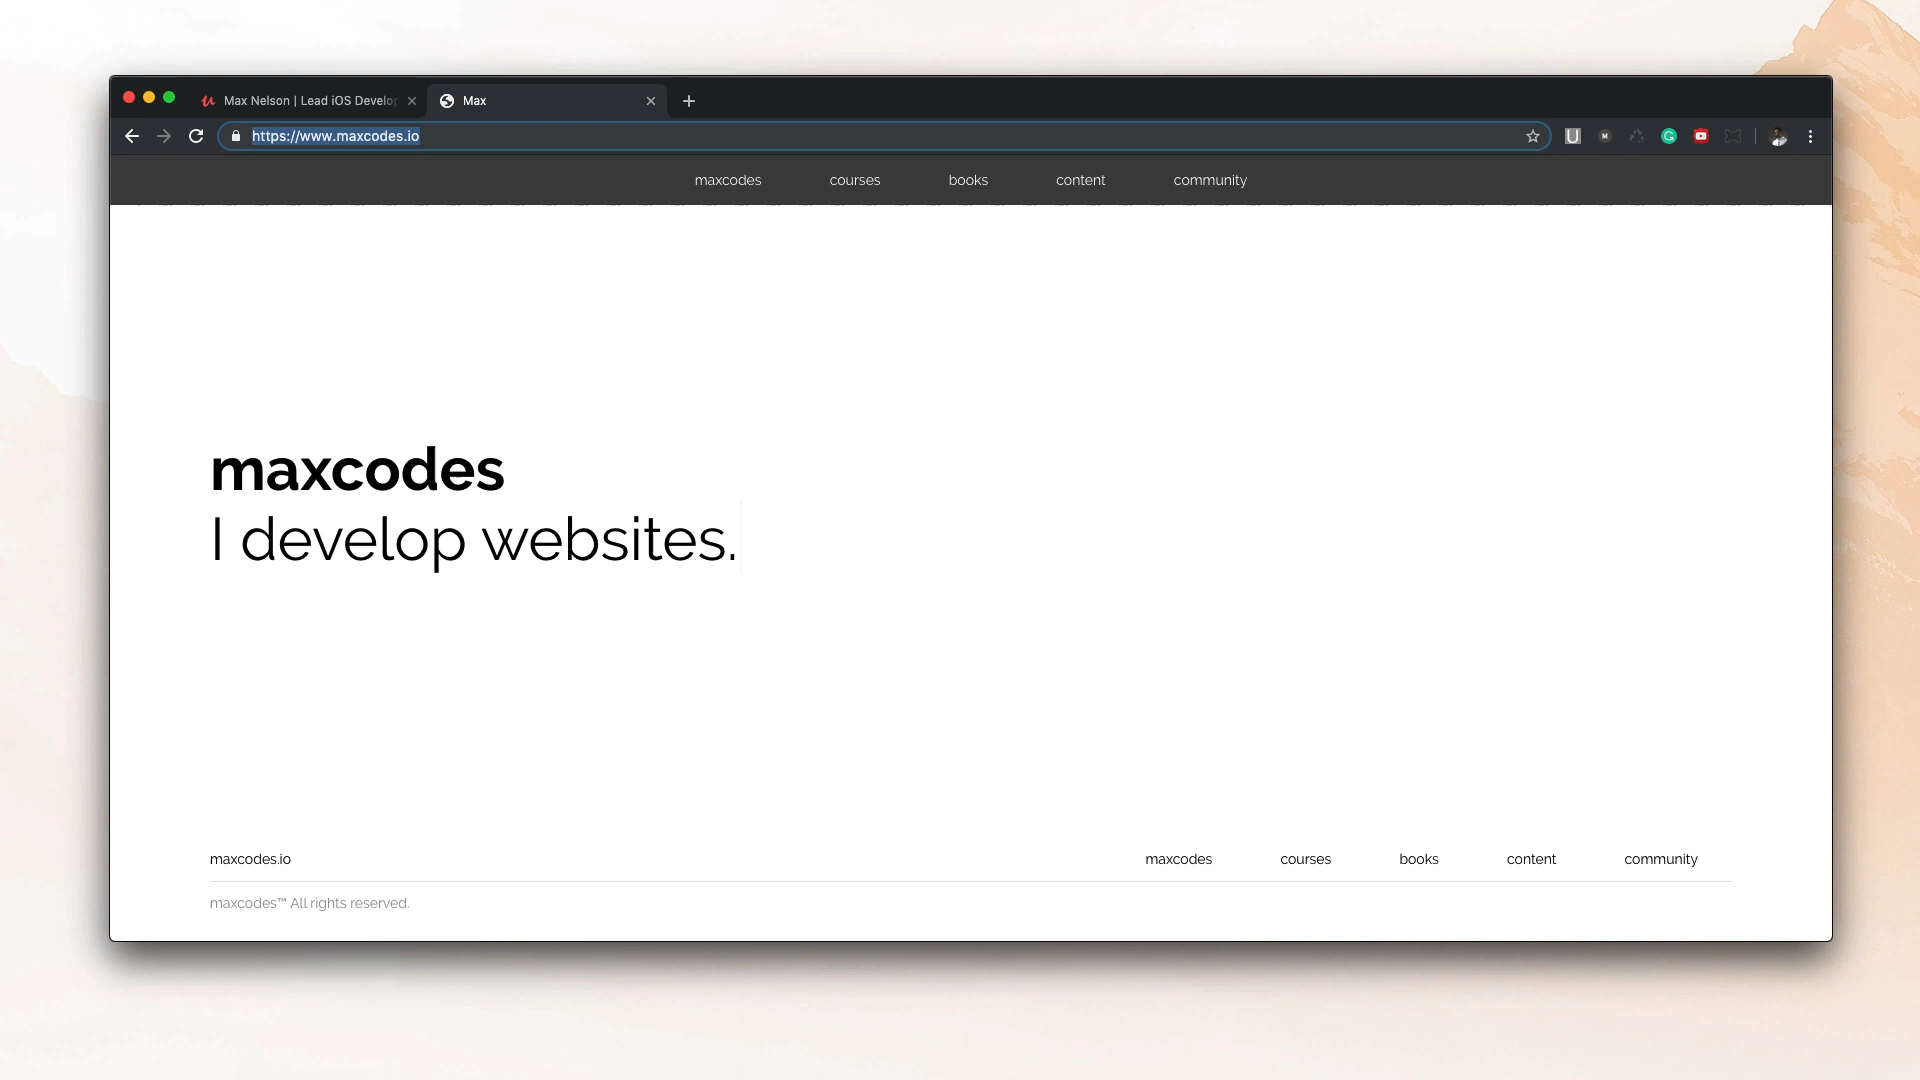 Max Nelson | Lead iOS Develop
Max
https://www.maxcodes.io
maxcodes courses books content community
maxcodes
I develop websites.
maxcodes.io maxcodes courses books content community
maxcodes™ All rights reserved.